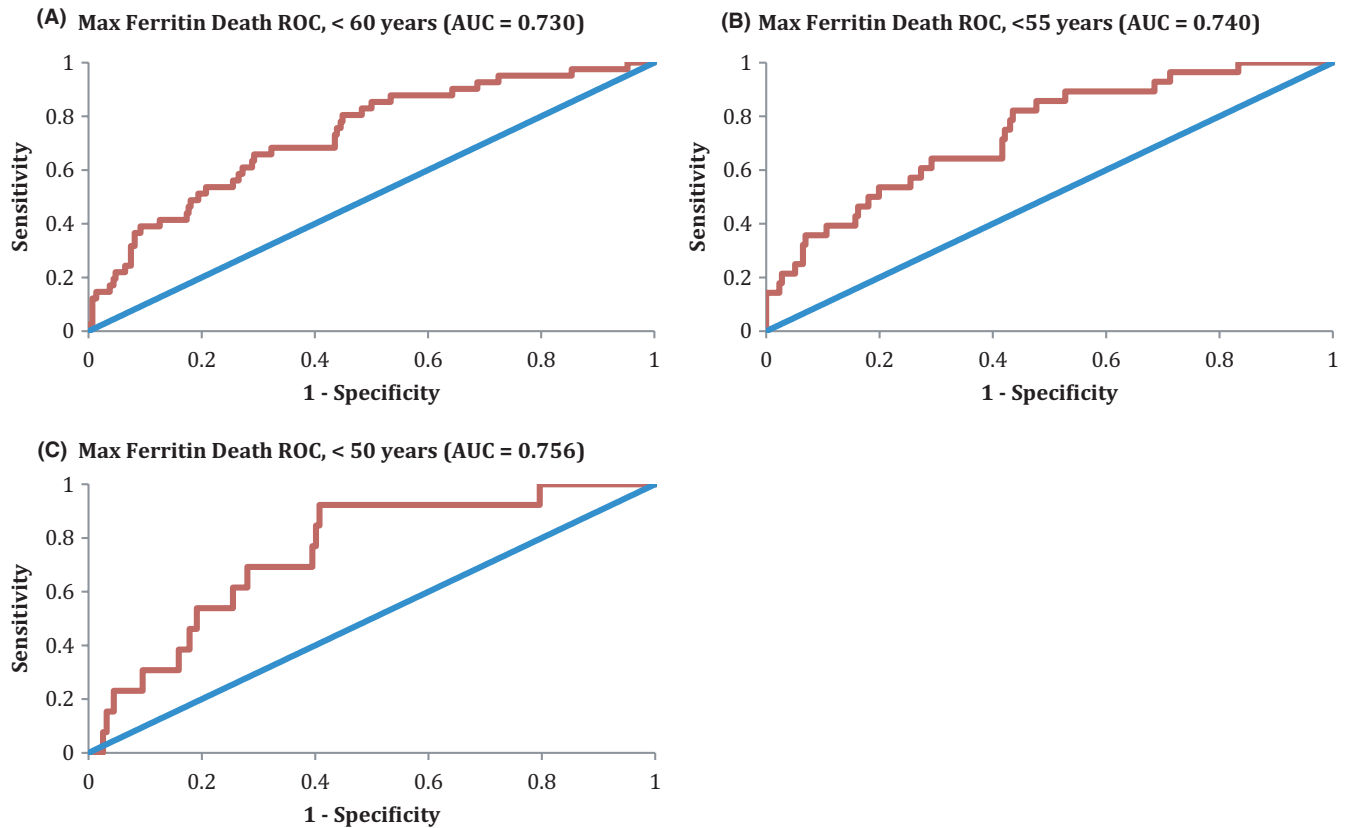 (A) Max Ferritin Death ROC, < 60 years (AUC = 0.730)
1
0.8
0.6
0.4
0.2
0
Sensitivity
0 0.2 0.4 0.6 0.8 1
1 - Specificity
(B) Max Ferritin Death ROC, <55 years (AUC = 0.740)
1
0.8
0.6
0.4
0.2
0
Sensitivity
0 0.2 0.4 0.6 0.8 1
1 - Specificity
(C) Max Ferritin Death ROC, < 50 years (AUC = 0.756)
1
0.8
0.6
0.4
0.2
0
Sensitivity
0 0.2 0.4 0.6 0.8 1
1 - Specificity